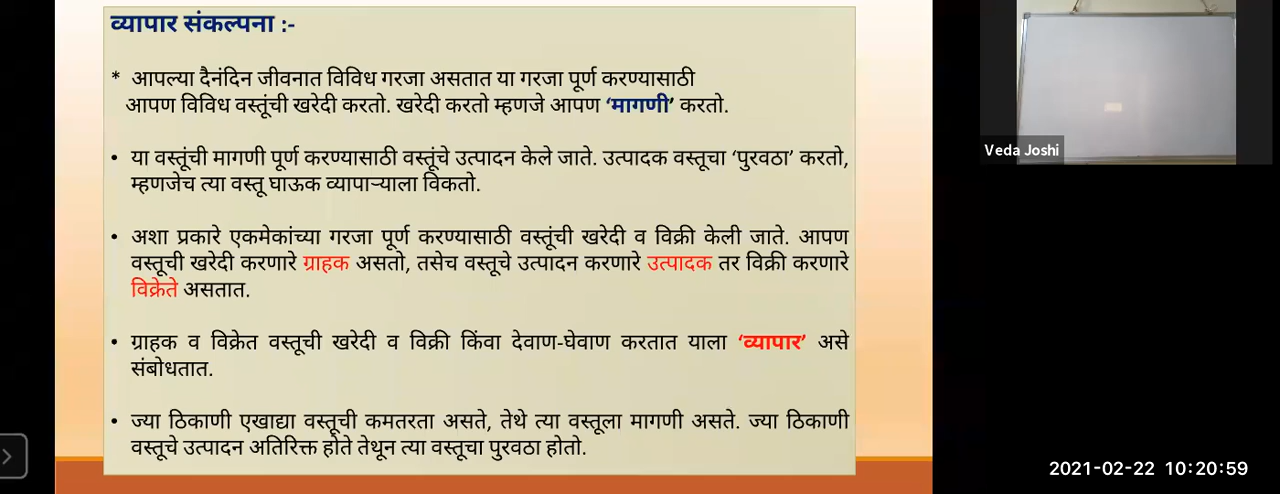 व्यापार संकल्पना :-
* आपल्या दैनंदिन जीवनात विविध गरजा असतात या गरजा पूर्ण करण्यासाठी
आपण विविध वस्तूंची खरेदी करतो. खरेदी करतो म्हणजे आपण ‘मागणी’ करतो.
• या वस्तूंची मागणी पूर्ण करण्यासाठी वस्तूंचे उत्पादन केले जाते. उत्पादक वस्तूचा ‘पुरवठा’ करतो,
म्हणजेच त्या वस्तू घाऊक व्यापाऱ्याला विकतो.
• अशा प्रकारे एकमेकांच्या गरजा पूर्ण करण्यासाठी वस्तूंची खरेदी व विक्री केली जाते. आपण
वस्तूची खरेदी करणारे ग्राहक असतो, तसेच वस्तूचे उत्पादन करणारे उत्पादक तर विक्री करणारे
विक्रेते असतात.
• ग्राहक व विक्रेत वस्तूची खरेदी व विक्री किंवा देवाण-घेवाण करतात याला ‘व्यापार’ असे
संबोधतात.
• ज्या ठिकाणी एखाद्या वस्तूची कमतरता असते, तेथे त्या वस्तूला मागणी असते. ज्या ठिकाणी
वस्तूचे उत्पादन अतिरिक्त होते तेथून त्या वस्तूचा पुरवठा होतो.
Veda Joshi
2021-02-22 10:20:59